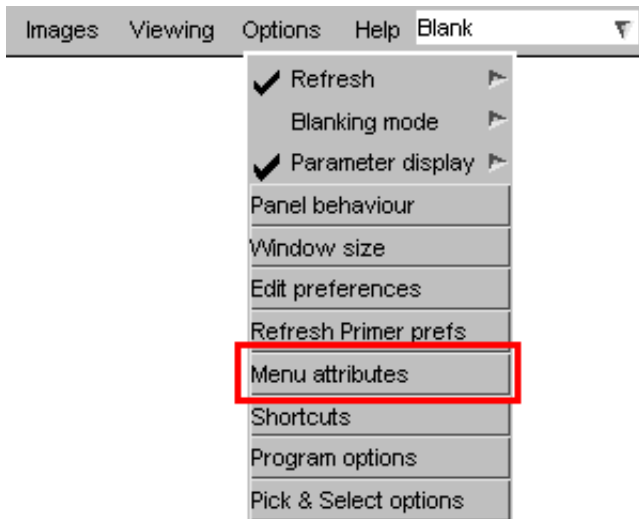 Images Viewing Options Help Blank
Refresh
Blanking mode
Parameter display
Panel behaviour
Window size
Edit preferences
Refresh Primer prefs
Menu attributes
Shortcuts
Program options
Pick & Select options